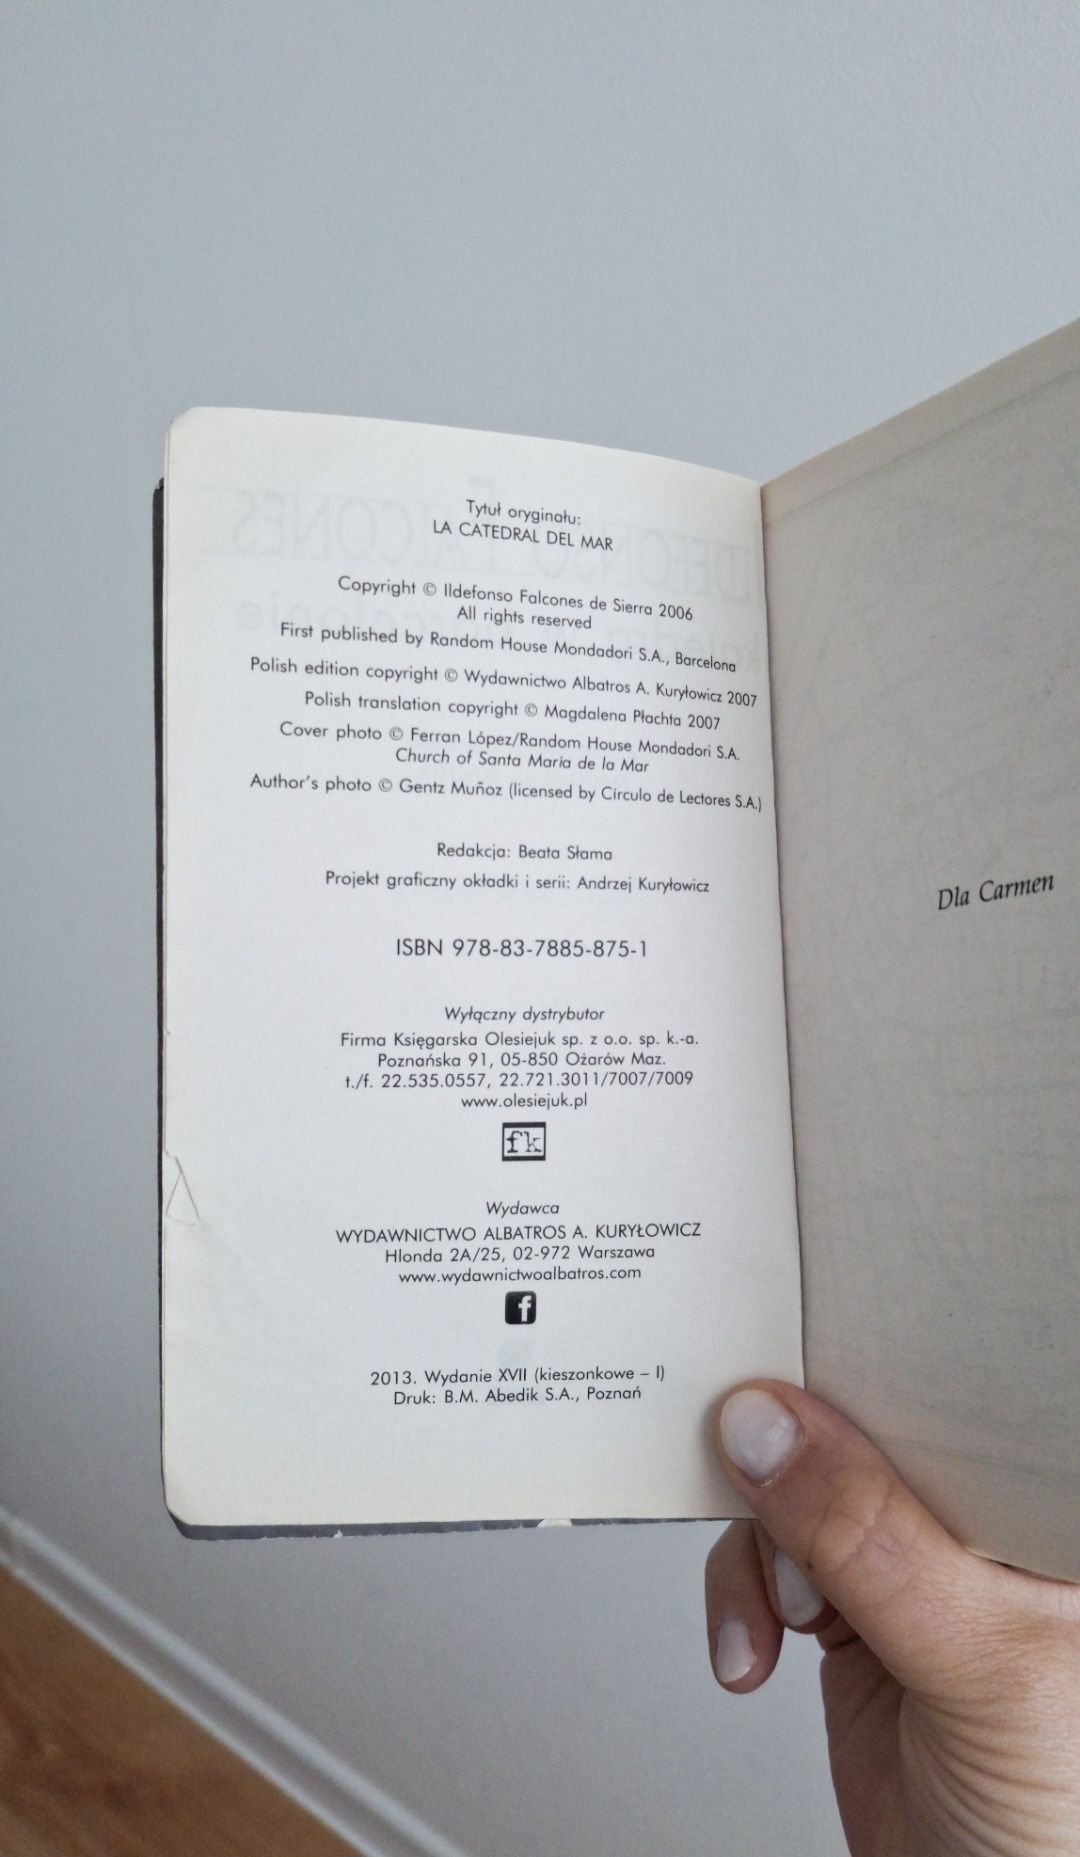 Tytuł oryginału:
LA CATEDRAL DEL MAR
Copyright © Ildefonso Falcones de Sierra 2006
All rights reserved
First published by Random House Mondadori S.A., Barcelona
Polish edition copyright © Wydawnictwo Albatros A. Kuryłowicz 2007
Polish translation copyright © Magdalena Płachta 2007
Cover photo © Ferran López/Random House Mondadori S.A.
Church of Santa María de la Mar
Author's photo © Gentz Muñoz (licensed by Círculo de Lectores S.A.)
Redakcja: Beata Słama
Projekt graficzny okładki i serii: Andrzej Kuryłowicz
ISBN 978-83-7885-875-1
Wyłączny dystrybutor
Firma Księgarska Olesiejuk sp. z o.o. sp. k.-a.
Poznańska 91, 05-850 Ożarów Maz.
t./f. 22.535.0557, 22.721.3011/7007/7009
www.olesiejuk.pl
fk
Wydawca
WYDAWNICTWO ALBATROS A. KURYŁOWICZ
Hlonda 2A/25, 02-972 Warszawa
www.wydawnictwoalbatros.com
f
2013. Wydanie XVII (kieszonkowe – I)
Druk: B.M. Abedik S.A., Poznań
Dla Carmen